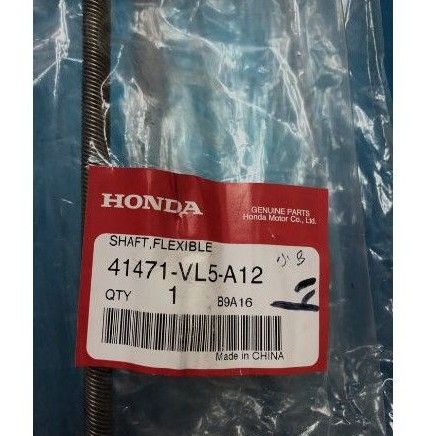 HONDA
GENUINE PARTS
Honda Motor Co., Ltd.
SHAFT,FLEXIBLE
41471-VL5-A12
QTY 1 B9A16
Made in CHINA